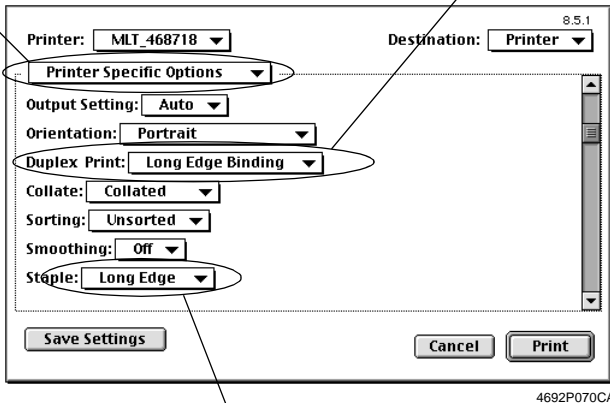 8.5.1
Printer: MLT_468718 Destination: Printer
Printer Specific Options
Output Setting: Auto
Orientation: Portrait
Duplex Print: Long Edge Binding
Collate: Collated
Sorting: Unsorted
Smoothing: Off
Staple: Long Edge
Save Settings Cancel Print
4692P070CA